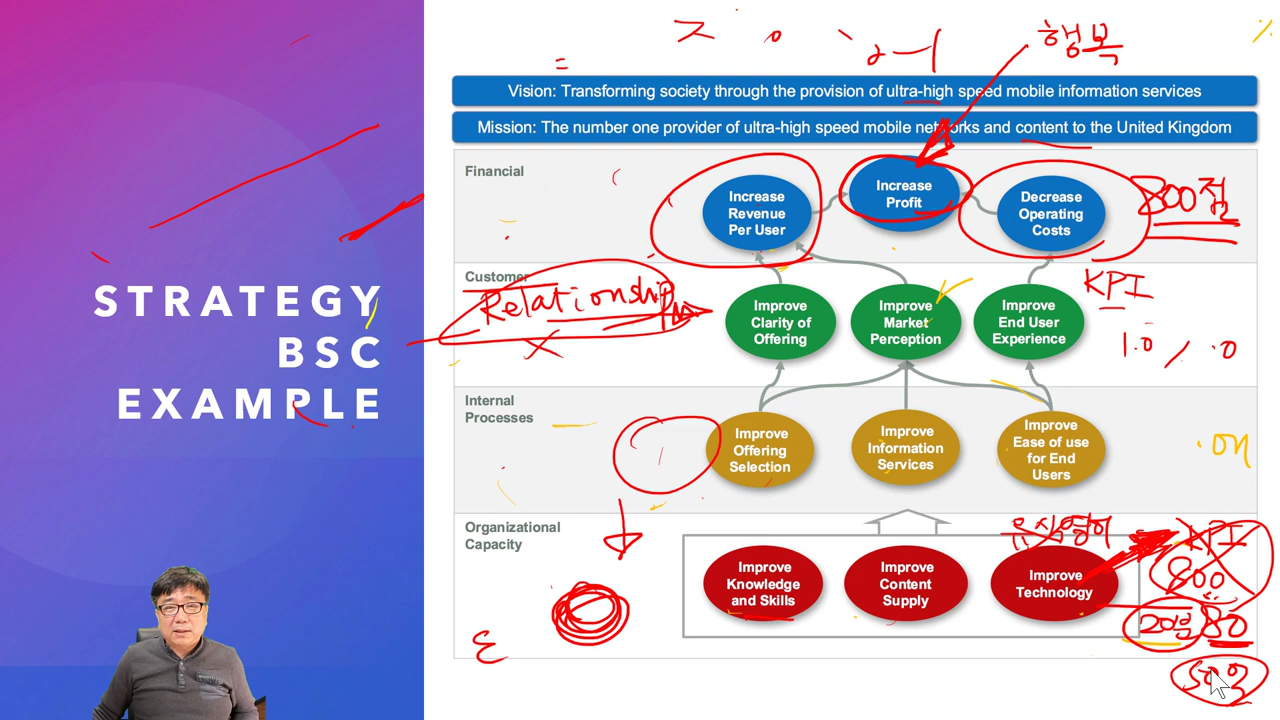 STRATEGY
BSC
EXAMPLE
행복
Vision: Transforming society through the provision of ultra-high speed mobile information services
Mission: The number one provider of ultra-high speed mobile networks and content to the United Kingdom
Financial
Increase
Revenue
Per User
Increase
Profit
Decrease
Operating
Costs
800점
Customer
Relationship
Improve
Clarity of
Offering
Improve
Market
Perception
Improve
End User
Experience
KPI
Internal
Processes
Improve
Offering
Selection
Improve
Information
Services
Improve
Ease of use
for End
Users
Organizational
Capacity
Improve
Knowledge
and Skills
Improve
Content
Supply
Improve
Technology
KPI
800
80